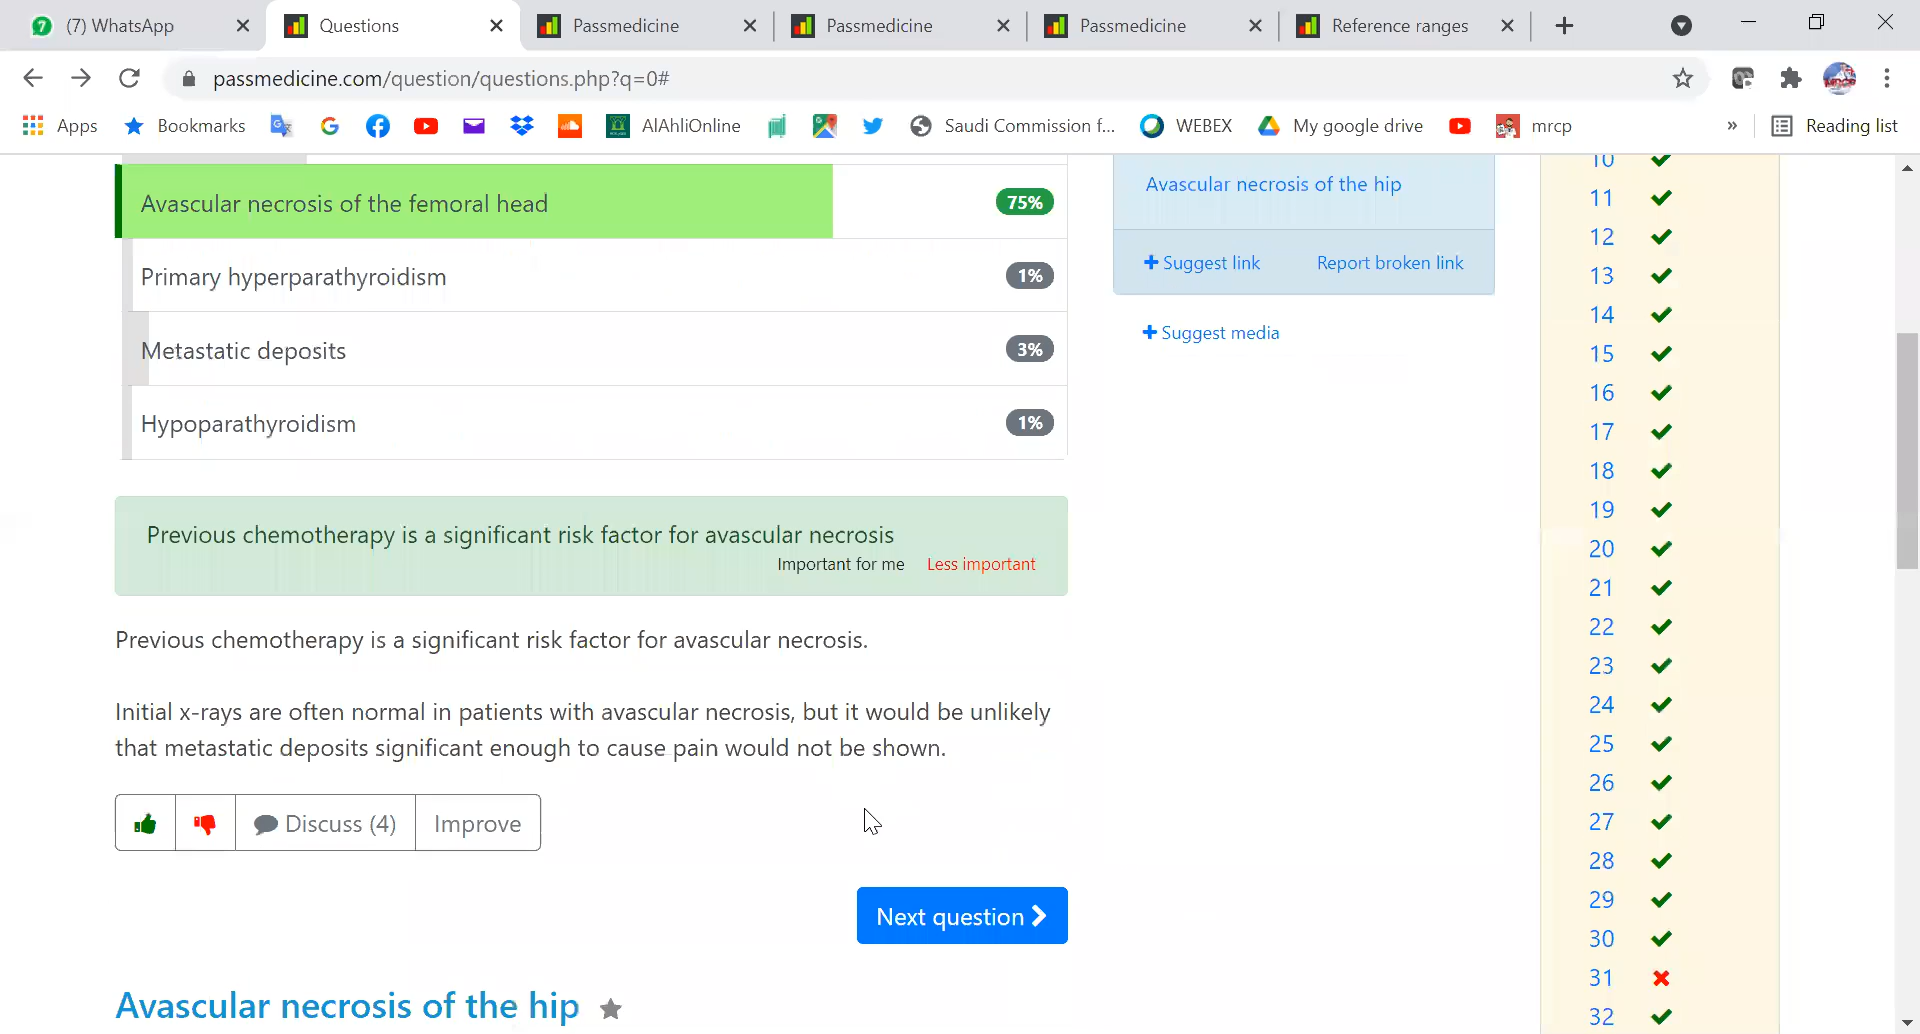 (7) WhatsApp
Questions
Passmedicine
Passmedicine
Passmedicine
Reference ranges
passmedicine.com/question/questions.php?q=0#
Apps
Bookmarks
AlAhliOnline
Saudi Commission f...
WEBEX
My google drive
mrcp
»
Reading list
Avascular necrosis of the femoral head 75%
Primary hyperparathyroidism 1%
Metastatic deposits 3%
Hypoparathyroidism 1%
Previous chemotherapy is a significant risk factor for avascular necrosis
Important for me Less important
Previous chemotherapy is a significant risk factor for avascular necrosis.
Initial x-rays are often normal in patients with avascular necrosis, but it would be unlikely
that metastatic deposits significant enough to cause pain would not be shown.
Discuss (4) Improve
Next question
Avascular necrosis of the hip
Avascular necrosis of the hip
Suggest link Report broken link
Suggest media
10
11
12
13
14
15
16
17
18
19
20
21
22
23
24
25
26
27
28
29
30
31
32